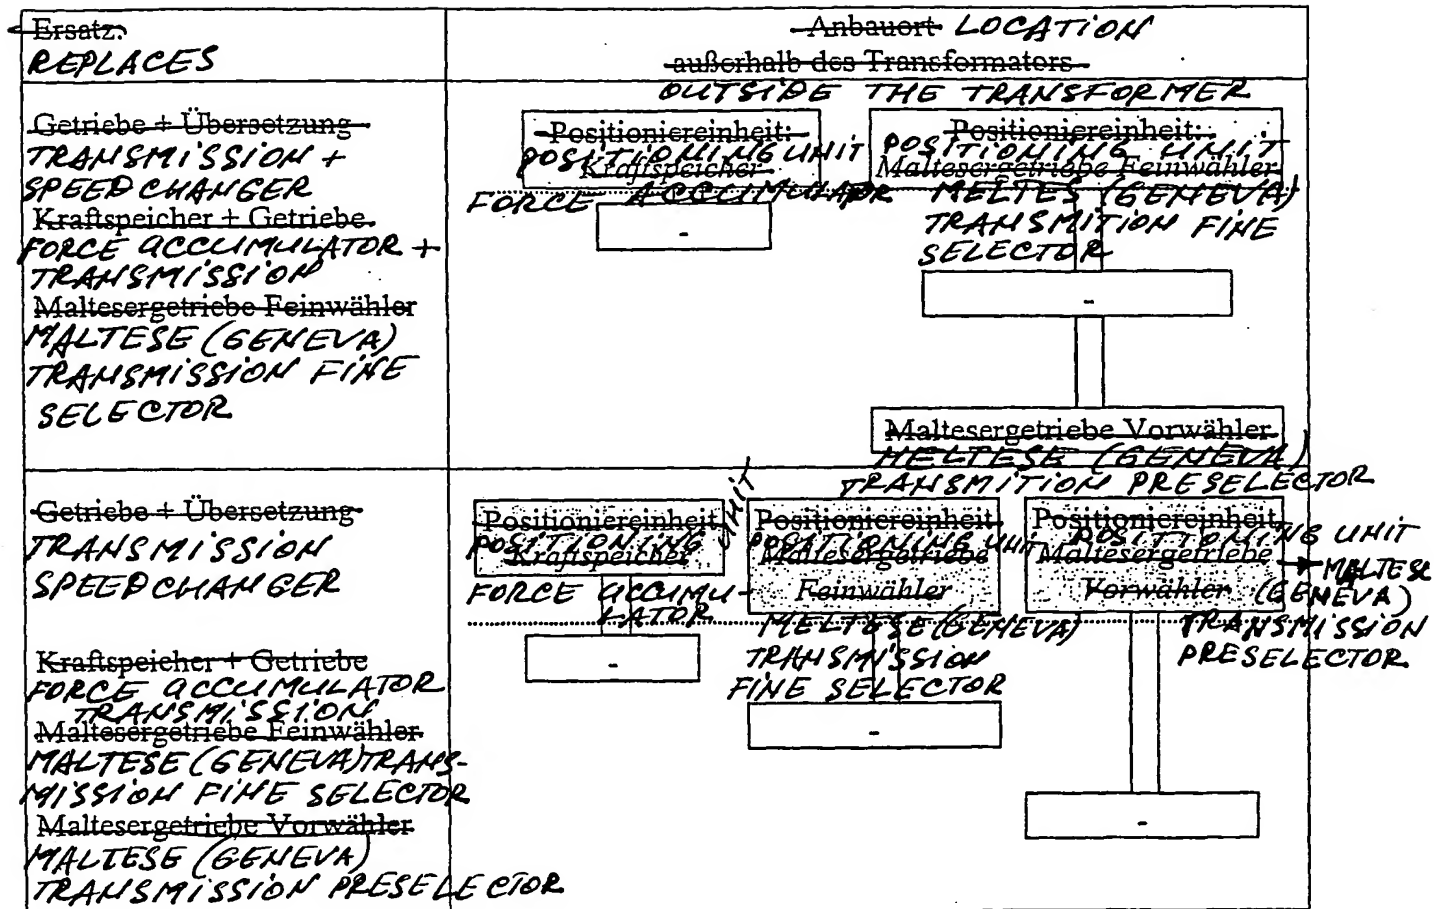 Ersatz:
REPLACES
Anbauort LOCATION
außerhalb des Transformators
OUTSIDE THE TRANSFORMER
Getriebe + Übersetzung
TRANSMISSION +
SPEED CHANGER
Kraftspeicher + Getriebe
FORCE ACCUMULATOR +
TRANSMISSION
Maltesergetriebe Feinwähler
MALTESE (GENEVA)
TRANSMISSION FINE
SELECTOR
Positioniereinheit:
POSITIONING UNIT
Kraftspeicher
FORCE ACCUMULATOR
-
Positioniereinheit:
POSITIONING UNIT
Maltesergetriebe Feinwähler
MELTES (GENEVA)
TRANSMITION FINE
SELECTOR
-
Maltesergetriebe Vorwähler
MELTESE (GENEVA)
TRANSMITION PRESELECTOR
Getriebe + Übersetzung
TRANSMISSION
SPEED CHANGER
Kraftspeicher + Getriebe
FORCE ACCUMULATOR
TRANSMISSION
Maltesergetriebe Feinwähler
MALTESE (GENEVA) TRANS-
MISSION FINE SELECTOR
Maltesergetriebe Vorwähler
MALTESE (GENEVA)
TRANSMISSION PRESELECTOR
Positioniereinheit
POSITIONING UNIT
Kraftspeicher
FORCE ACCUMU-
LATOR
-
Positioniereinheit
POSITIONING UNIT
Maltesergetriebe
Feinwähler
MELTESE (GENEVA)
TRANSMISSION
FINE SELECTOR
-
Positioniereinheit
POSITIONING UNIT
Maltesergetriebe
Vorwähler
MALTESE
(GENEVA)
TRANSMISSION
PRESELECTOR
-